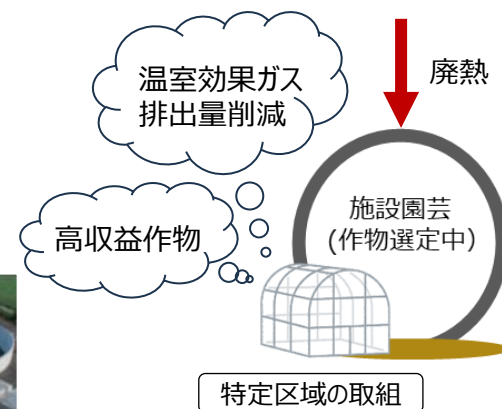 温室効果ガス
排出量削減
廃熱
高収益作物
施設園芸
(作物選定中)
特定区域の取組